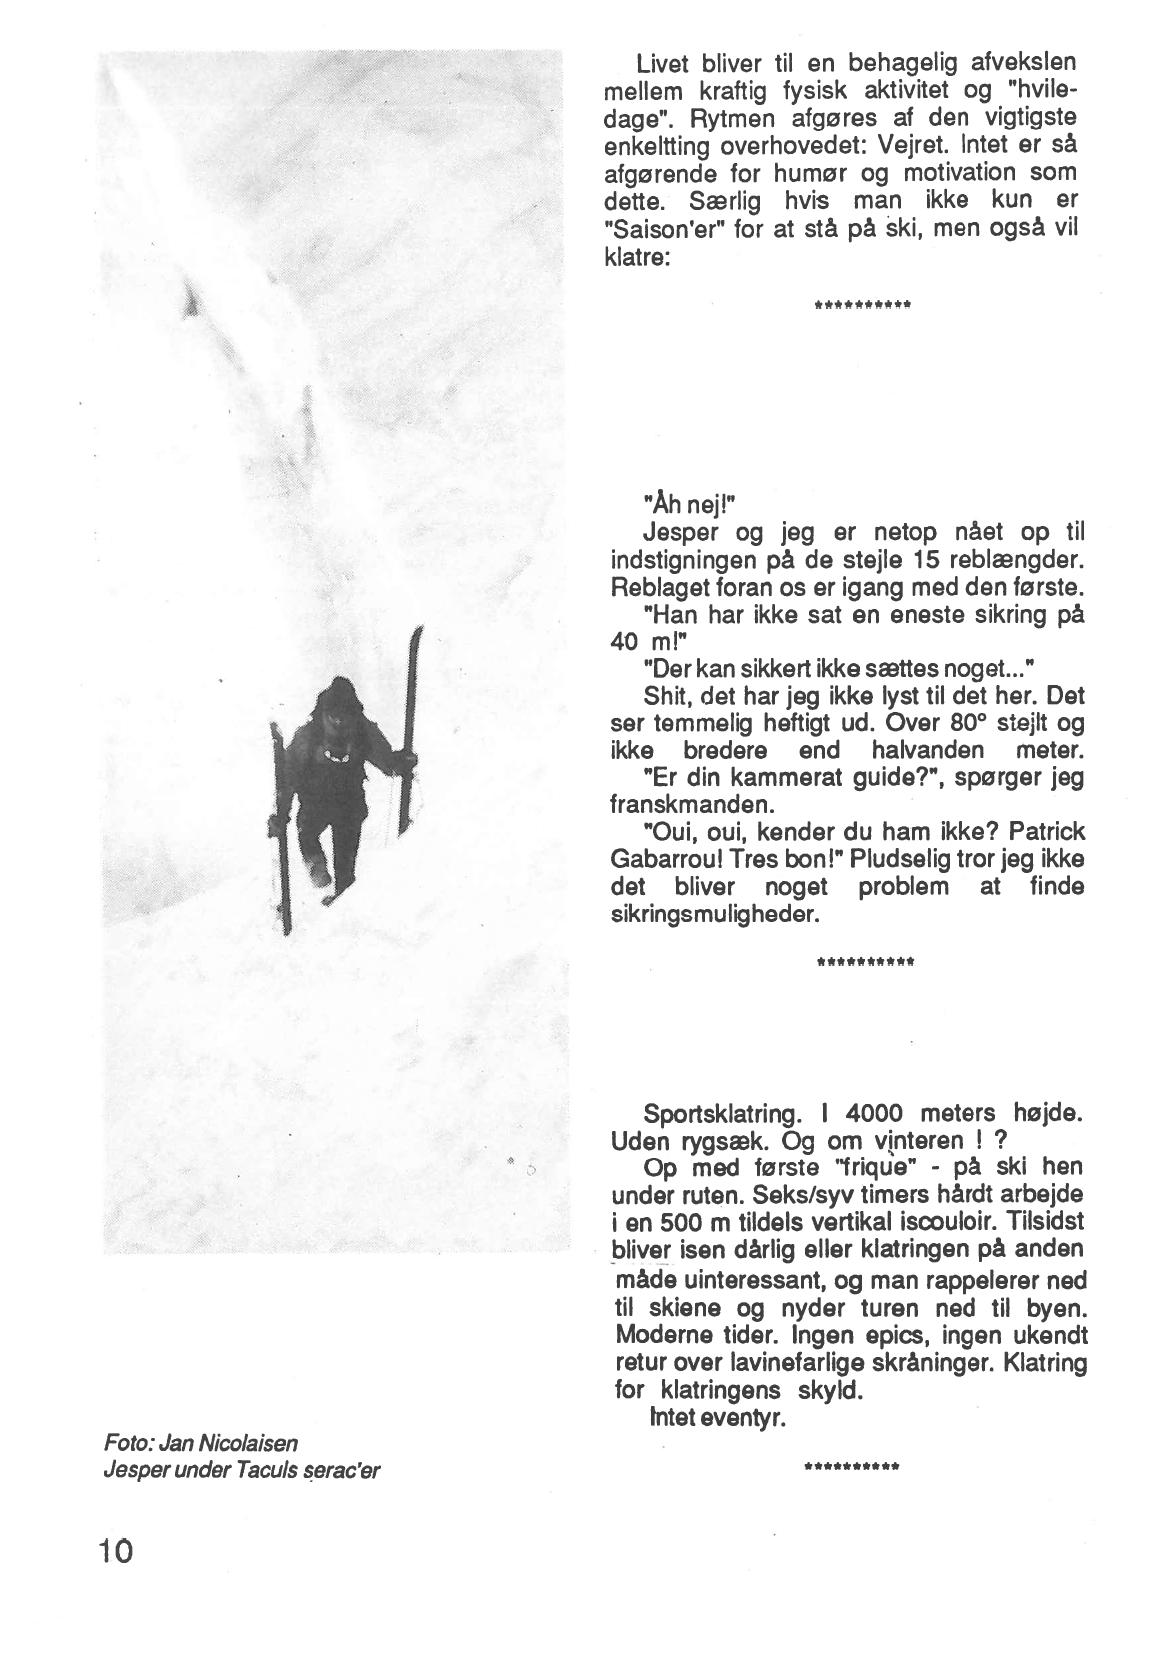 Livet bliver til en behagelig afvekslen
mellem kraftig fysisk aktivitet og "hvile-
dage". Rytmen afgøres af den vigtigste
enkeltting overhovedet: Vejret. Intet er så
afgørende for humør og motivation som
dette. Særlig hvis man ikke kun er
"Saison'er" for at stå på ski, men også vil
klatre:
**********
"Åh nej!"
Jesper og jeg er netop nået op til
indstigningen på de stejle 15 reblængder.
Reblaget foran os er igang med den første.
"Han har ikke sat en eneste sikring på
40 m!"
"Der kan sikkert ikke sættes noget..."
Shit, det har jeg ikke lyst til det her. Det
ser temmelig heftigt ud. Over 80° stejlt og
ikke bredere end halvanden meter.
"Er din kammerat guide?", spørger jeg
franskmanden.
"Oui, oui, kender du ham ikke? Patrick
Gabarrou! Tres bon!" Pludselig tror jeg ikke
det bliver noget problem at finde
sikringsmuligheder.
**********
Sportsklatring. I 4000 meters højde.
Uden rygsæk. Og om vinteren ! ?
Op med første "frique" - på ski hen
under ruten. Seks/syv timers hårdt arbejde
i en 500 m tildels vertikal iscouloir. Tilsidst
bliver isen dårlig eller klatringen på anden
måde uinteressant, og man rappelerer ned
til skiene og nyder turen ned til byen.
Moderne tider. Ingen epics, ingen ukendt
retur over lavinefarlige skråninger. Klatring
for klatringens skyld.
Intet eventyr.
**********
Foto: Jan Nicolaisen
Jesper under Taculs serac'er
10